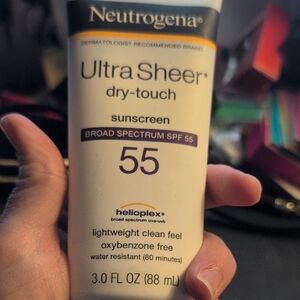 Neutrogena®
DERMATOLOGIST RECOMMENDED BRAND
Ultra Sheer®
dry-touch
sunscreen
BROAD SPECTRUM SPF 55
55
helioplex®
broad spectrum uva•uvb
lightweight clean feel
oxybenzone free
water resistant (80 minutes)
3.0 FL OZ (88 mL)